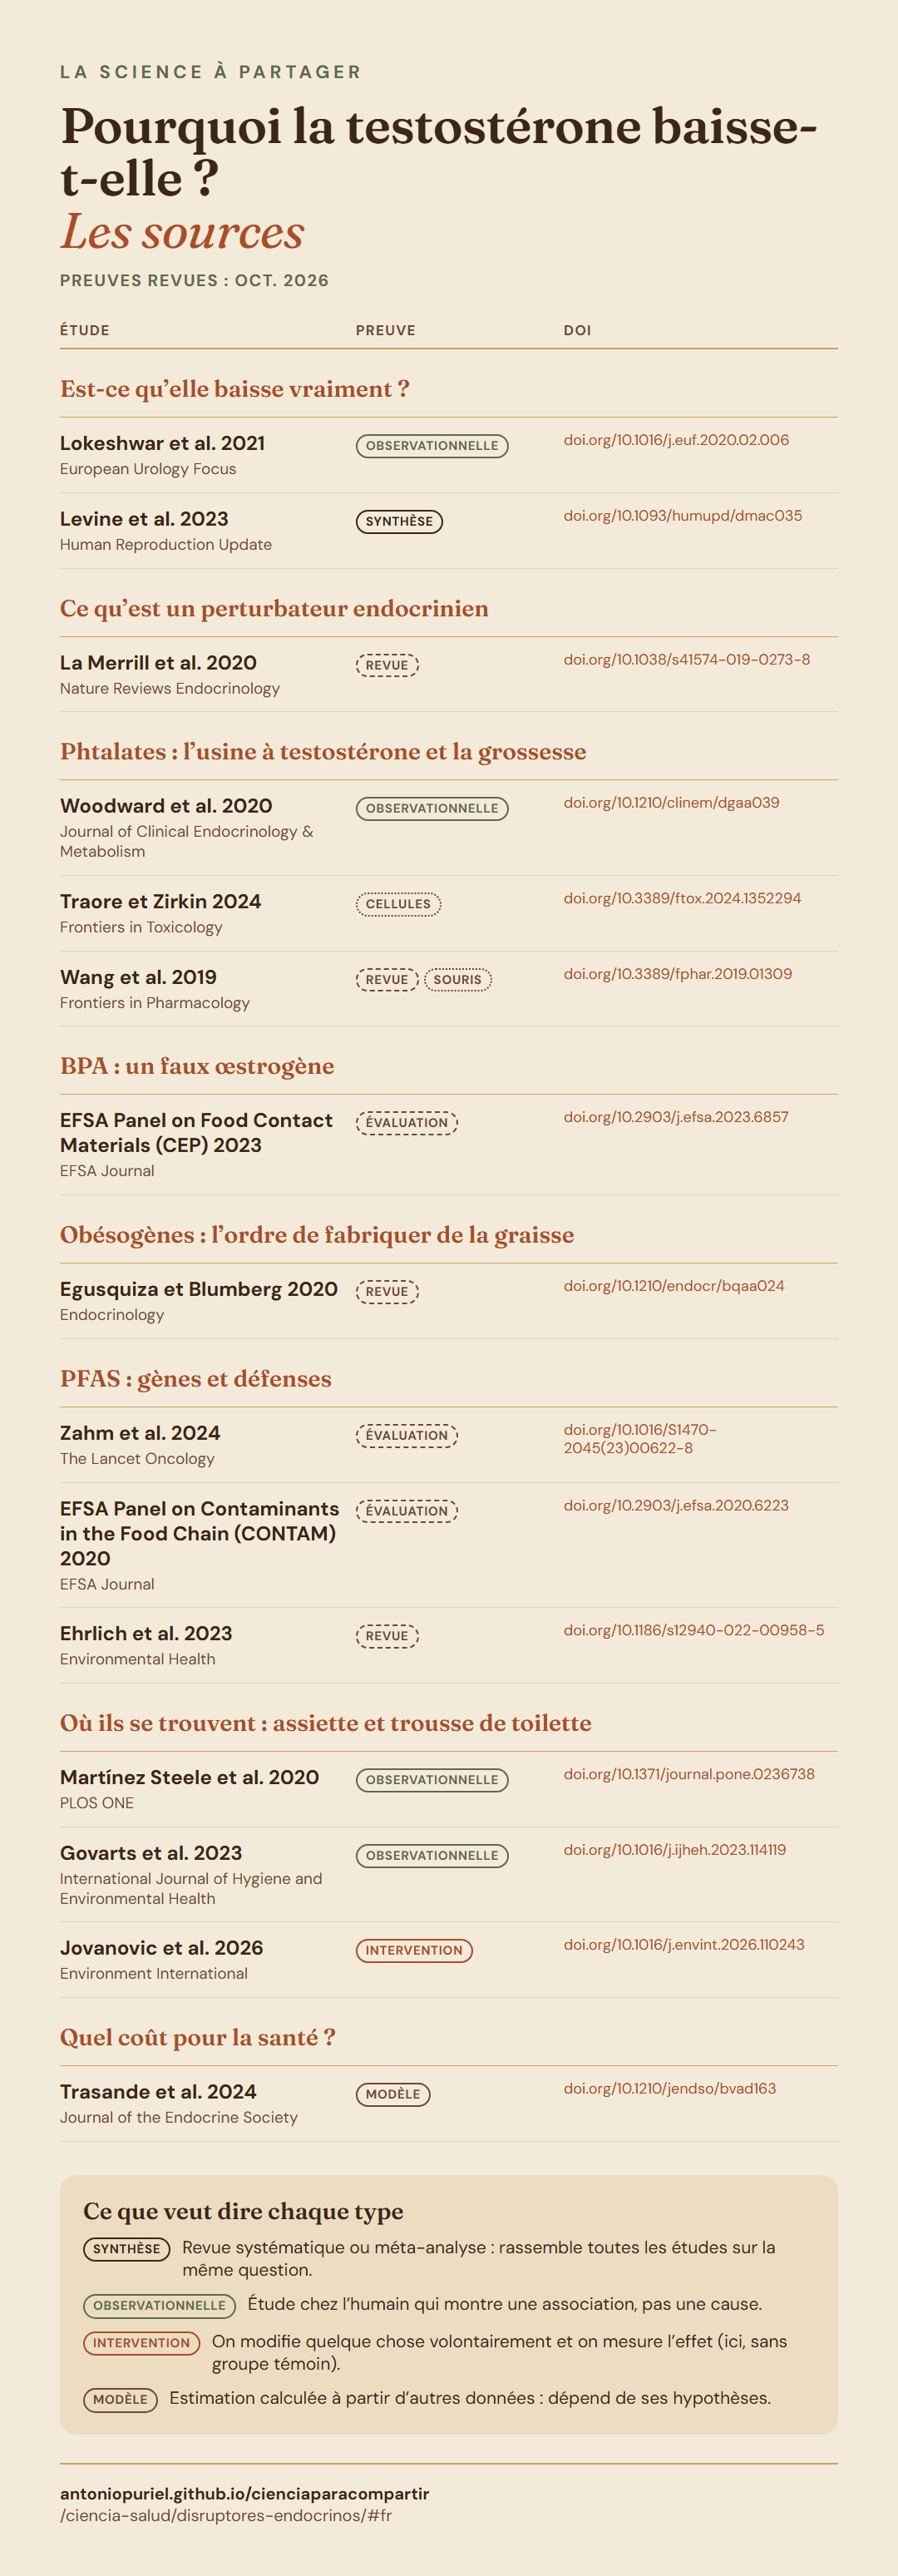 LA SCIENCE À PARTAGER
Pourquoi la testostérone baisse-
t-elle ?
Les sources
PREUVES REVUES : OCT. 2026
ÉTUDE PREUVE DOI
Est-ce qu’elle baisse vraiment ?
Lokeshwar et al. 2021 OBSERVATIONNELLE doi.org/10.1016/j.euf.2020.02.006
European Urology Focus
Levine et al. 2023 SYNTHÈSE doi.org/10.1093/humupd/dmac035
Human Reproduction Update
Ce qu’est un perturbateur endocrinien
La Merrill et al. 2020 REVUE doi.org/10.1038/s41574-019-0273-8
Nature Reviews Endocrinology
Phtalates : l’usine à testostérone et la grossesse
Woodward et al. 2020 OBSERVATIONNELLE doi.org/10.1210/clinem/dgaa039
Journal of Clinical Endocrinology &
Metabolism
Traore et Zirkin 2024 CELLULES doi.org/10.3389/ftox.2024.1352294
Frontiers in Toxicology
Wang et al. 2019 REVUE SOURIS doi.org/10.3389/fphar.2019.01309
Frontiers in Pharmacology
BPA : un faux œstrogène
EFSA Panel on Food Contact ÉVALUATION doi.org/10.2903/j.efsa.2023.6857
Materials (CEP) 2023
EFSA Journal
Obésogènes : l’ordre de fabriquer de la graisse
Egusquiza et Blumberg 2020 REVUE doi.org/10.1210/endocr/bqaa024
Endocrinology
PFAS : gènes et défenses
Zahm et al. 2024 ÉVALUATION doi.org/10.1016/S1470-
2045(23)00622-8
The Lancet Oncology
EFSA Panel on Contaminants ÉVALUATION doi.org/10.2903/j.efsa.2020.6223
in the Food Chain (CONTAM)
2020
EFSA Journal
Ehrlich et al. 2023 REVUE doi.org/10.1186/s12940-022-00958-5
Environmental Health
Où ils se trouvent : assiette et trousse de toilette
Martínez Steele et al. 2020 OBSERVATIONNELLE doi.org/10.1371/journal.pone.0236738
PLOS ONE
Govarts et al. 2023 OBSERVATIONNELLE doi.org/10.1016/j.ijheh.2023.114119
International Journal of Hygiene and
Environmental Health
Jovanovic et al. 2026 INTERVENTION doi.org/10.1016/j.envint.2026.110243
Environment International
Quel coût pour la santé ?
Trasande et al. 2024 MODÈLE doi.org/10.1210/jendso/bvad163
Journal of the Endocrine Society
Ce que veut dire chaque type
SYNTHÈSE Revue systématique ou méta-analyse : rassemble toutes les études sur la
même question.
OBSERVATIONNELLE Étude chez l’humain qui montre une association, pas une cause.
INTERVENTION On modifie quelque chose volontairement et on mesure l’effet (ici, sans
groupe témoin).
MODÈLE Estimation calculée à partir d’autres données : dépend de ses hypothèses.
antoniopuriel.github.io/cienciaparacompartir
/ciencia-salud/disruptores-endocrinos/#fr